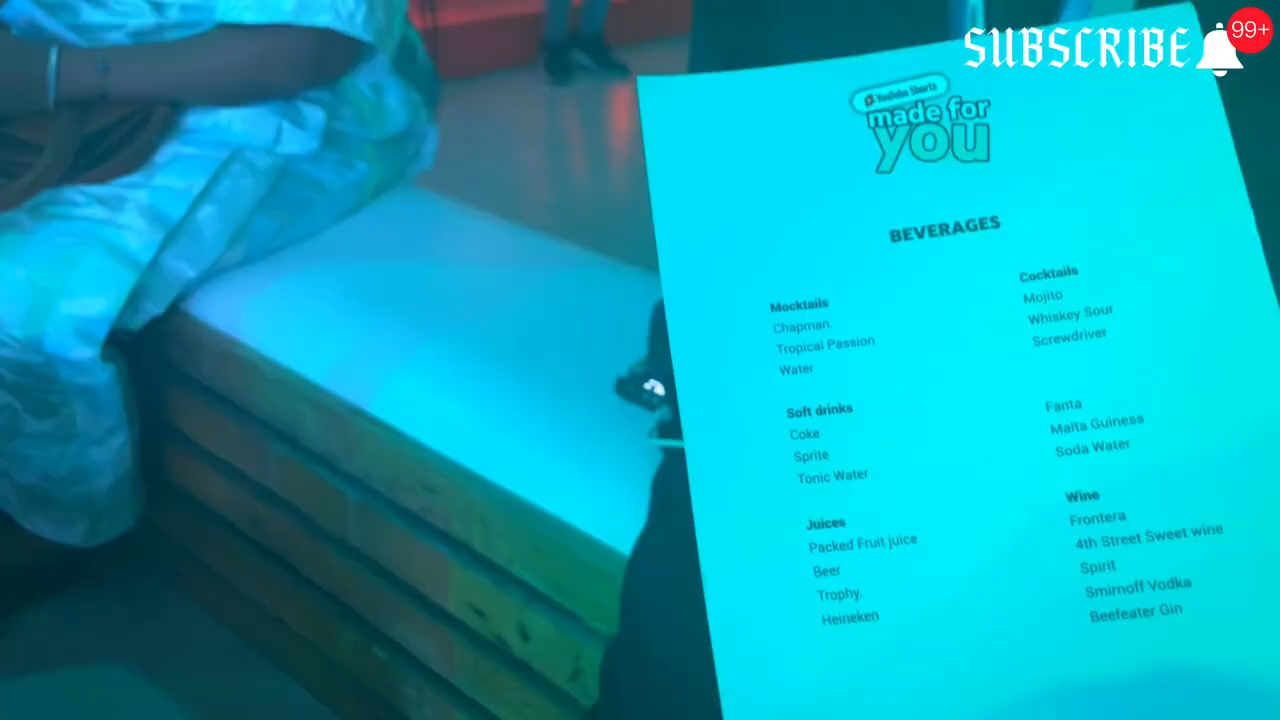 SUBSCRIBE
99+
YouTube Shorts
made for
you
BEVERAGES
Mocktails
Chapman.
Tropical Passion
Water
Soft drinks
Coke
Sprite
Tonic Water
Juices
Packed Fruit juice
Beer
Trophy.
Heineken
Cocktails
Mojito
Whiskey Sour
Screwdriver
Fanta
Malta Guiness
Soda Water
Wine
Frontera
4th Street Sweet wine
Spirit
Smirnoff Vodka
Beefeater Gin